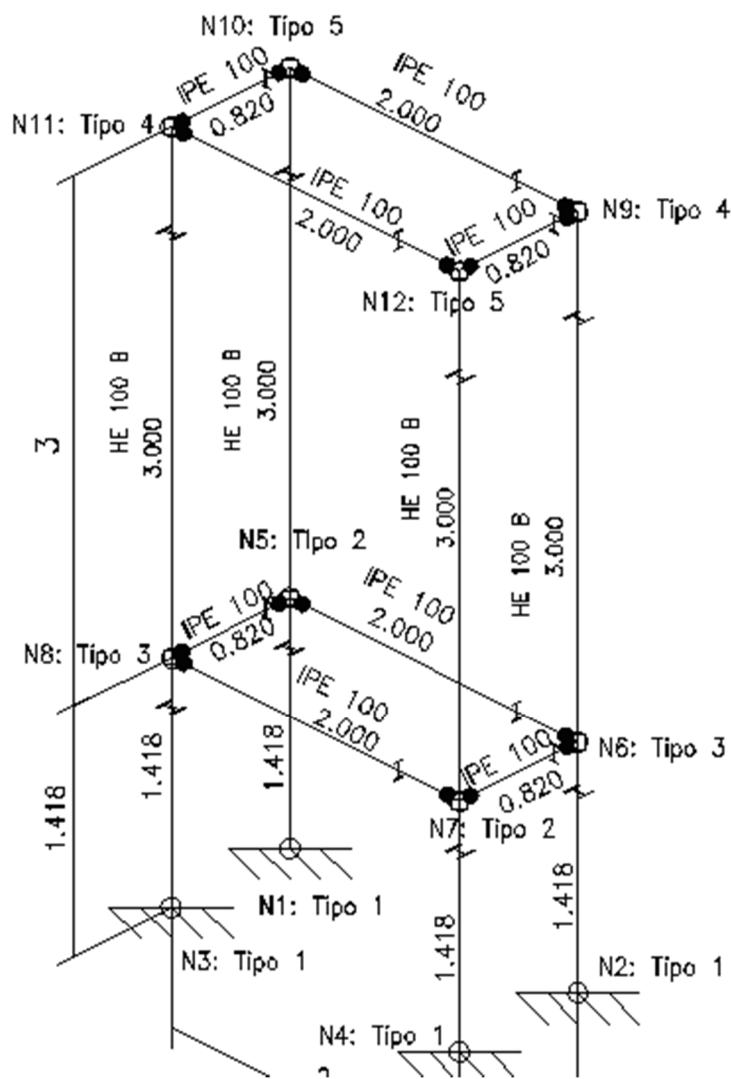 N10: Tipo 5
IPE 100
0.820
IPE 100
2.000
N11: Tipo 4
IPE 100
2.000
IPE 100
0.820
N9: Tipo 4
N12: Tipo 5
3
HE 100 B
3.000
HE 100 B
3.000
HE 100 B
3.000
HE 100 B
3.000
N5: Tipo 2
IPE 100
0.820
IPE 100
2.000
N8: Tipo 3
IPE 100
2.000
IPE 100
0.820
N6: Tipo 3
N7: Tipo 2
1.418
1.418
1.418
1.418
1.418
N1: Tipo 1
N3: Tipo 1
N2: Tipo 1
N4: Tipo 1